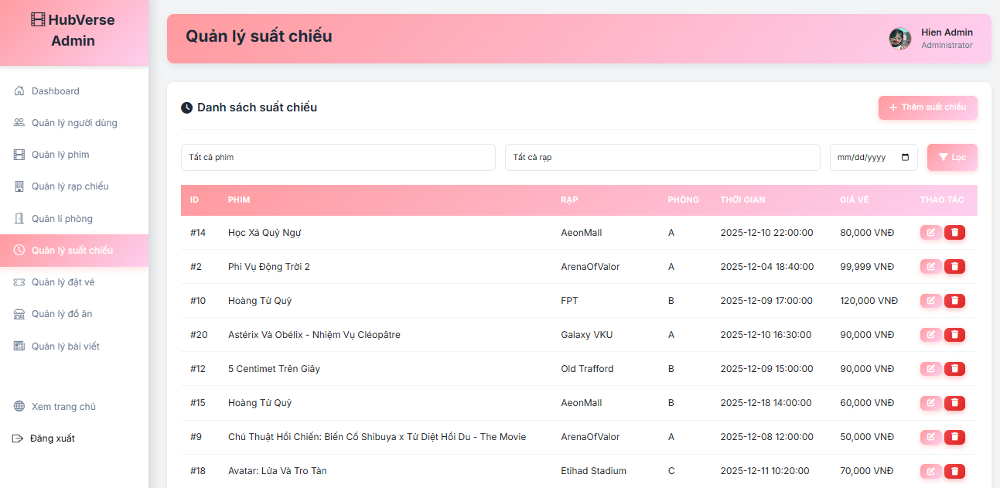 HubVerse
Admin
Dashboard
Quản lý người dùng
Quản lý phim
Quản lý rạp chiếu
Quản lí phòng
Quản lý suất chiếu
Quản lý đặt vé
Quản lý đồ ăn
Quản lý bài viết
Xem trang chủ
Đăng xuất
Quản lý suất chiếu
Hien Admin
Administrator
Danh sách suất chiếu
Thêm suất chiếu
Tất cả phim Tất cả rạp mm/dd/yyyy Lọc
ID PHIM RẠP PHÒNG THỜI GIAN GIÁ VÉ THAO TÁC
#14 Học Xá Quỷ Ngự AeonMall A 2025-12-10 22:00:00 80,000 VNĐ
#2 Phi Vụ Động Trời 2 ArenaOfValor A 2025-12-04 18:40:00 99,999 VNĐ
#10 Hoàng Tử Quỷ FPT B 2025-12-09 17:00:00 120,000 VNĐ
#20 Astérix Và Obélix - Nhiệm Vụ Cléopâtre Galaxy VKU A 2025-12-10 16:30:00 90,000 VNĐ
#12 5 Centimet Trên Giây Old Trafford B 2025-12-09 15:00:00 90,000 VNĐ
#15 Hoàng Tử Quỷ AeonMall B 2025-12-18 14:00:00 60,000 VNĐ
#9 Chú Thuật Hồi Chiến: Biến Cố Shibuya x Tử Diệt Hồi Du - The Movie ArenaOfValor A 2025-12-08 12:00:00 50,000 VNĐ
#18 Avatar: Lửa Và Tro Tàn Etihad Stadium C 2025-12-11 10:20:00 70,000 VNĐ